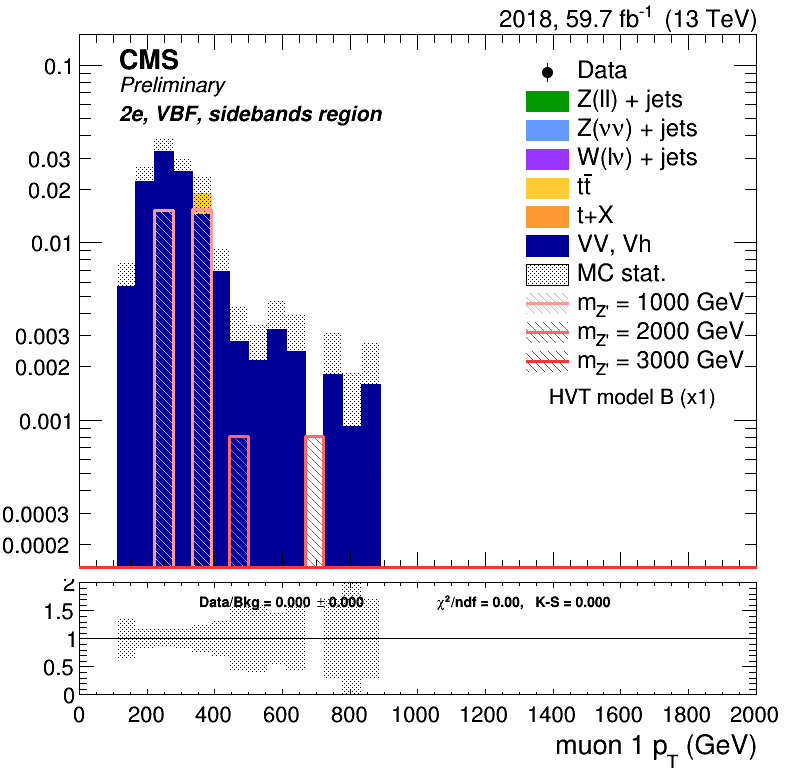 2018, 59.7 fb⁻¹ (13 TeV)
CMS
Preliminary
2e, VBF, sidebands region
Data
Z(ll) + jets
Z(νν) + jets
W(lν) + jets
tt̄
t+X
VV, Vh
MC stat.
m_Z' = 1000 GeV
m_Z' = 2000 GeV
m_Z' = 3000 GeV
HVT model B (x1)
0.1
0.03
0.02
0.01
0.003
0.002
0.001
0.0003
0.0002
Data/Bkg = 0.000 ± 0.000
χ²/ndf = 0.00, K-S = 0.000
2
1.5
1
0.5
0
0 200 400 600 800 1000 1200 1400 1600 1800 2000
muon 1 p_T (GeV)